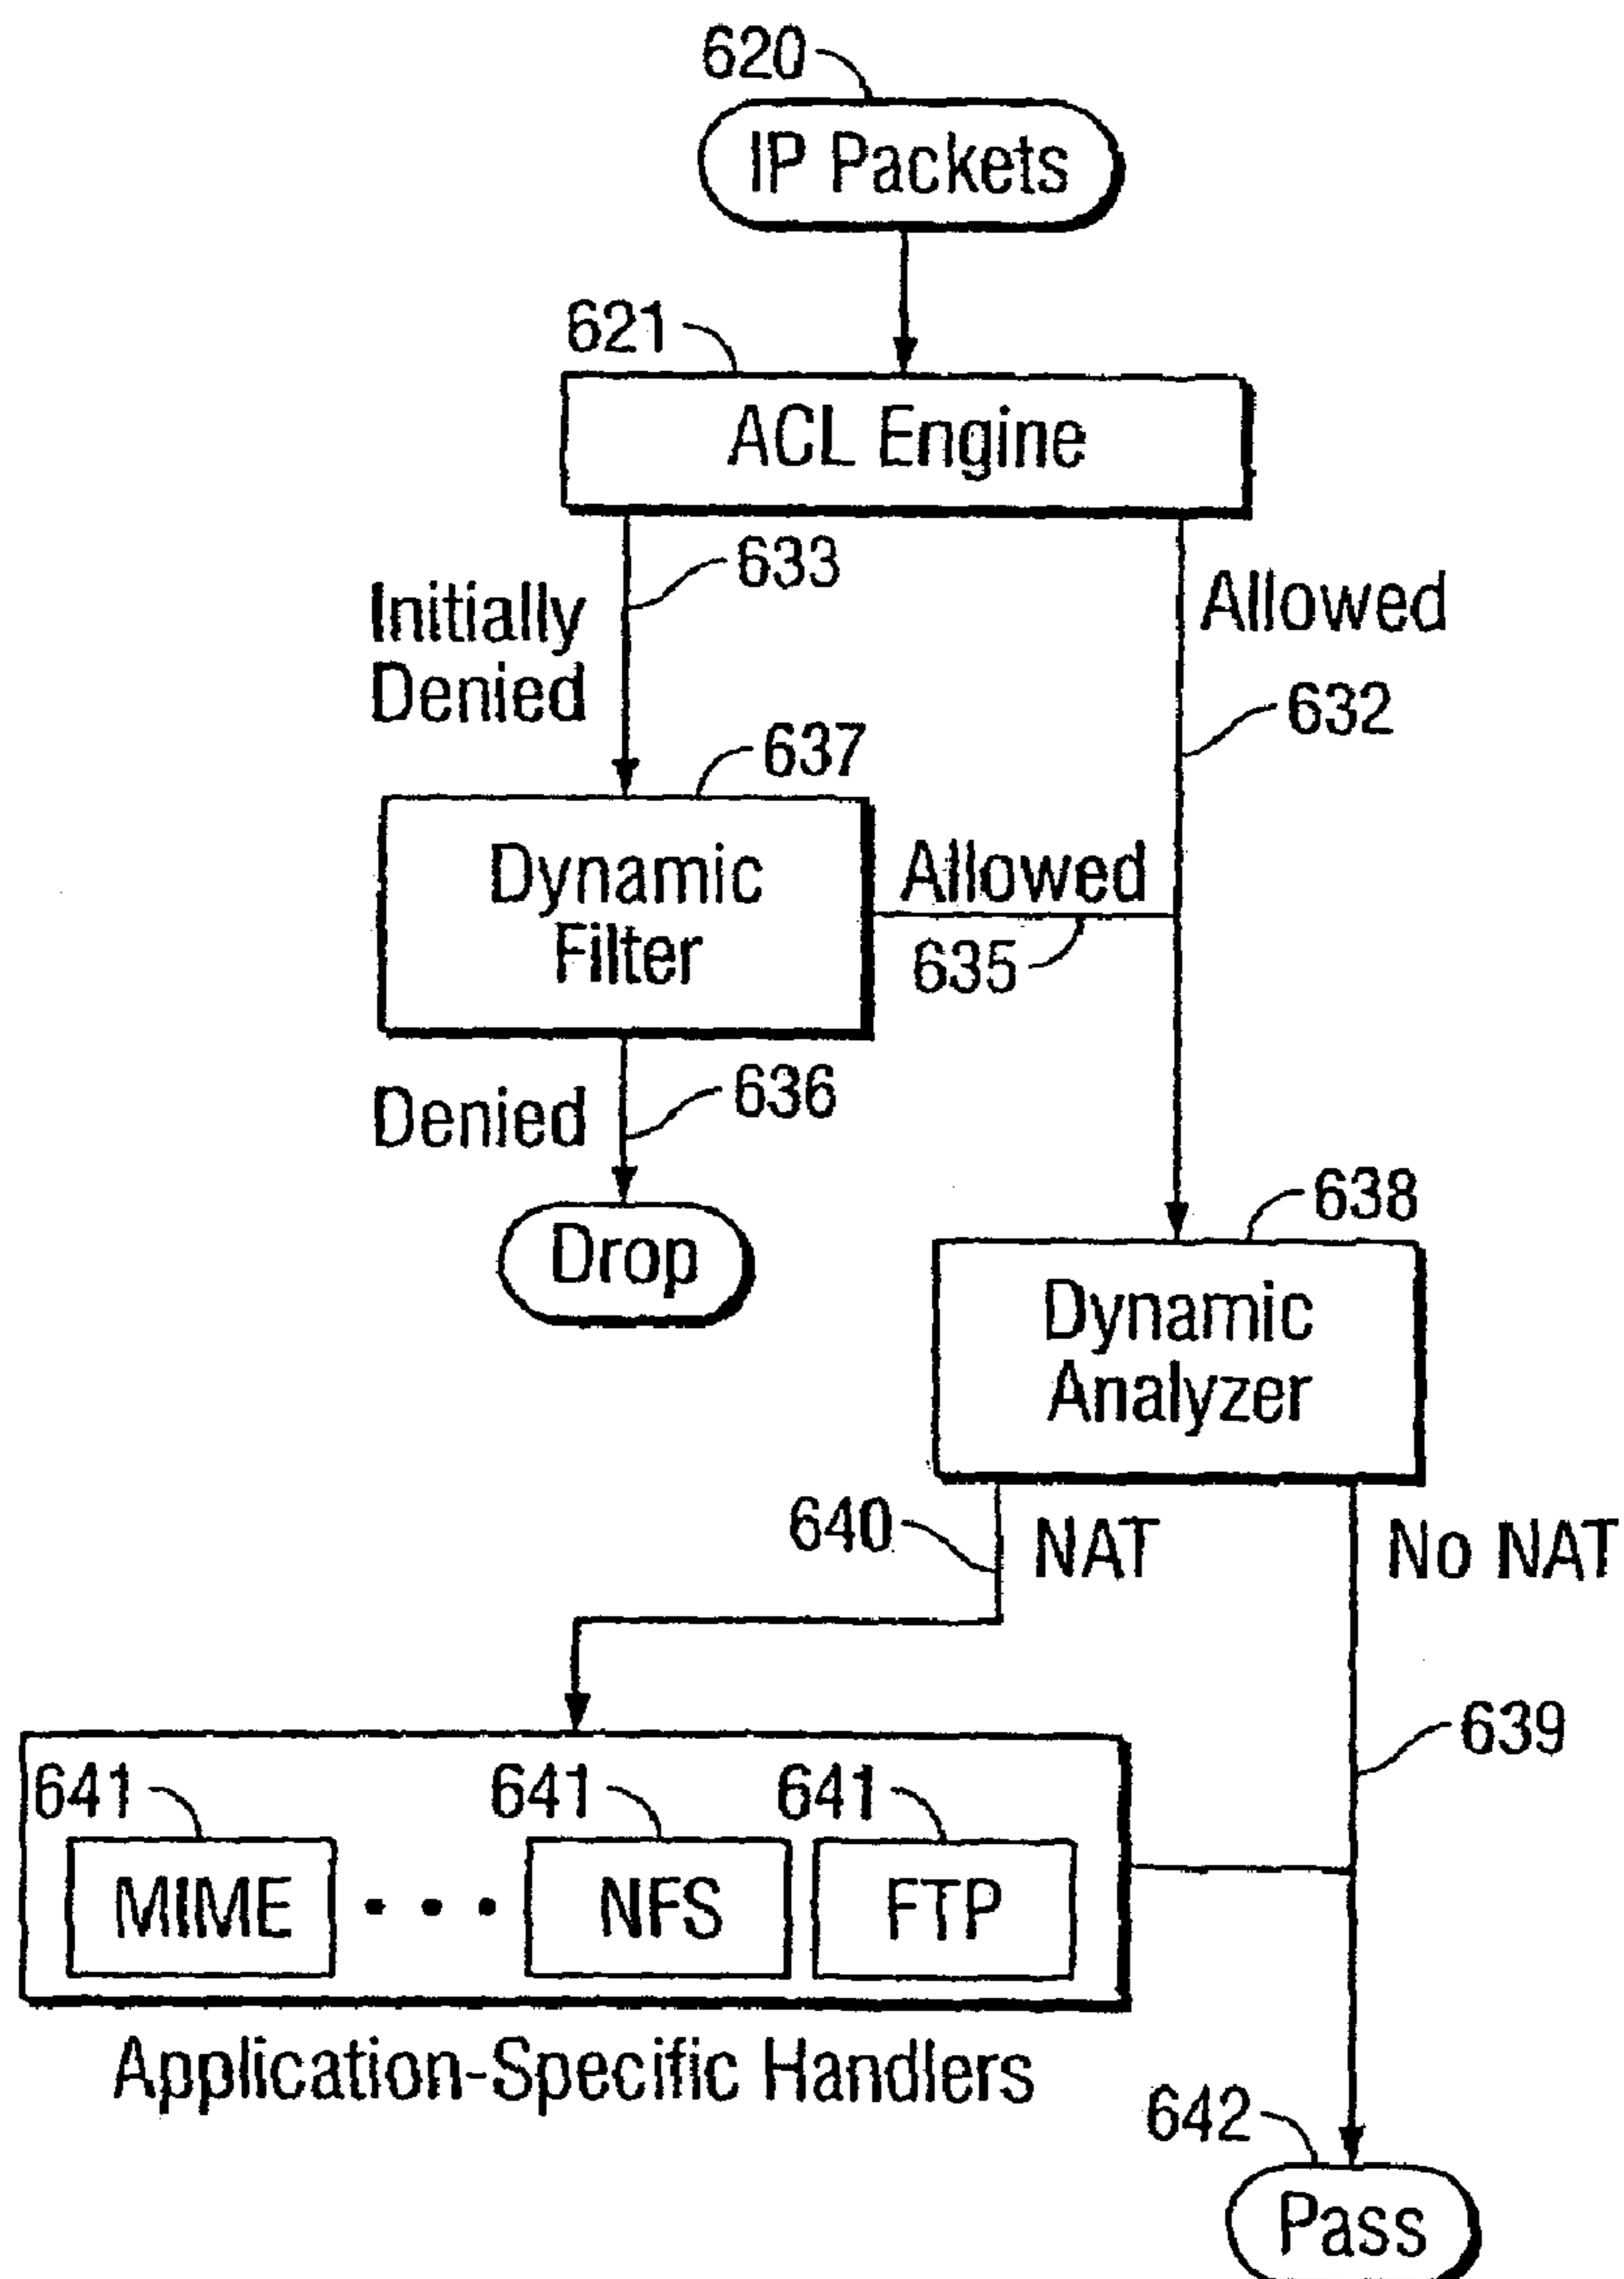 620
IP Packets
621
ACL Engine
633
Initially
Denied
Allowed
632
637
Dynamic
Filter
Allowed
635
Denied
636
Drop
638
Dynamic
Analyzer
640
NAT
No NAT
639
641
641
641
MIME
• • •
NFS
FTP
Application-Specific Handlers
642
Pass